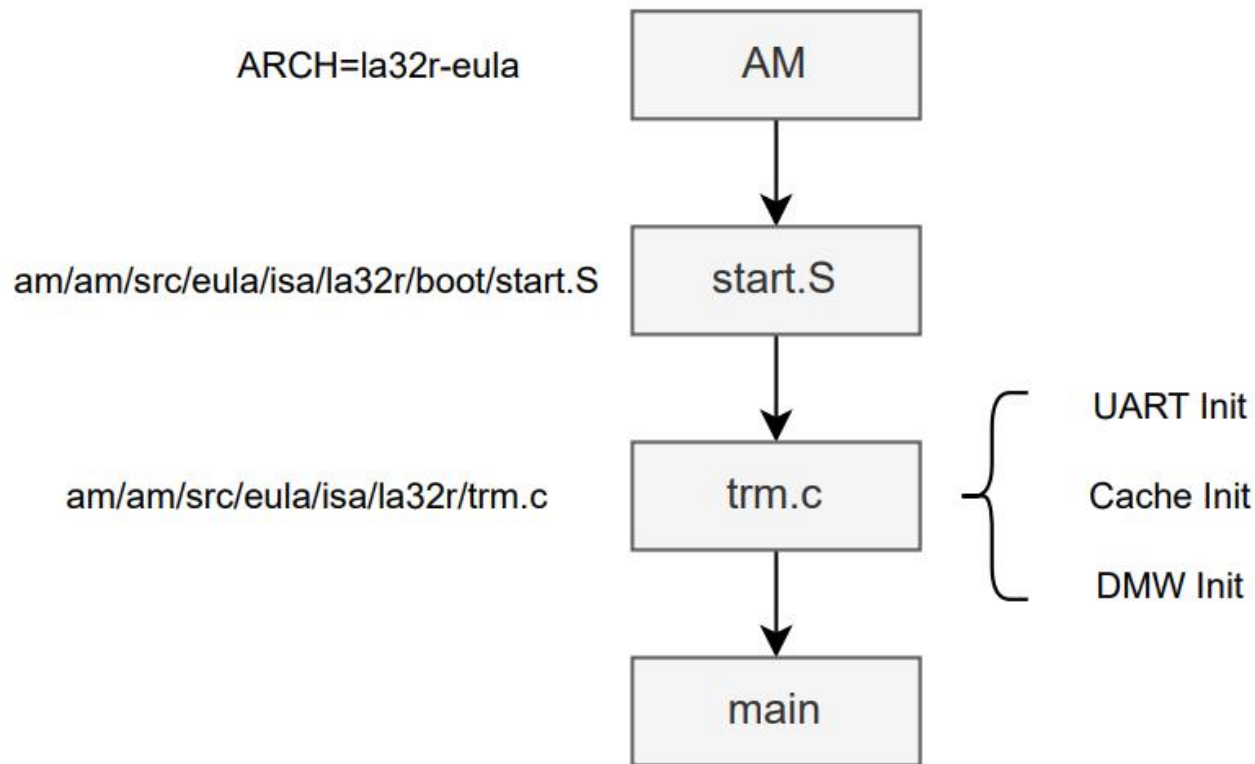 ARCH=la32r-eula
AM
am/am/src/eula/isa/la32r/boot/start.S
start.S
am/am/src/eula/isa/la32r/trm.c
trm.c
UART Init
Cache Init
DMW Init
main